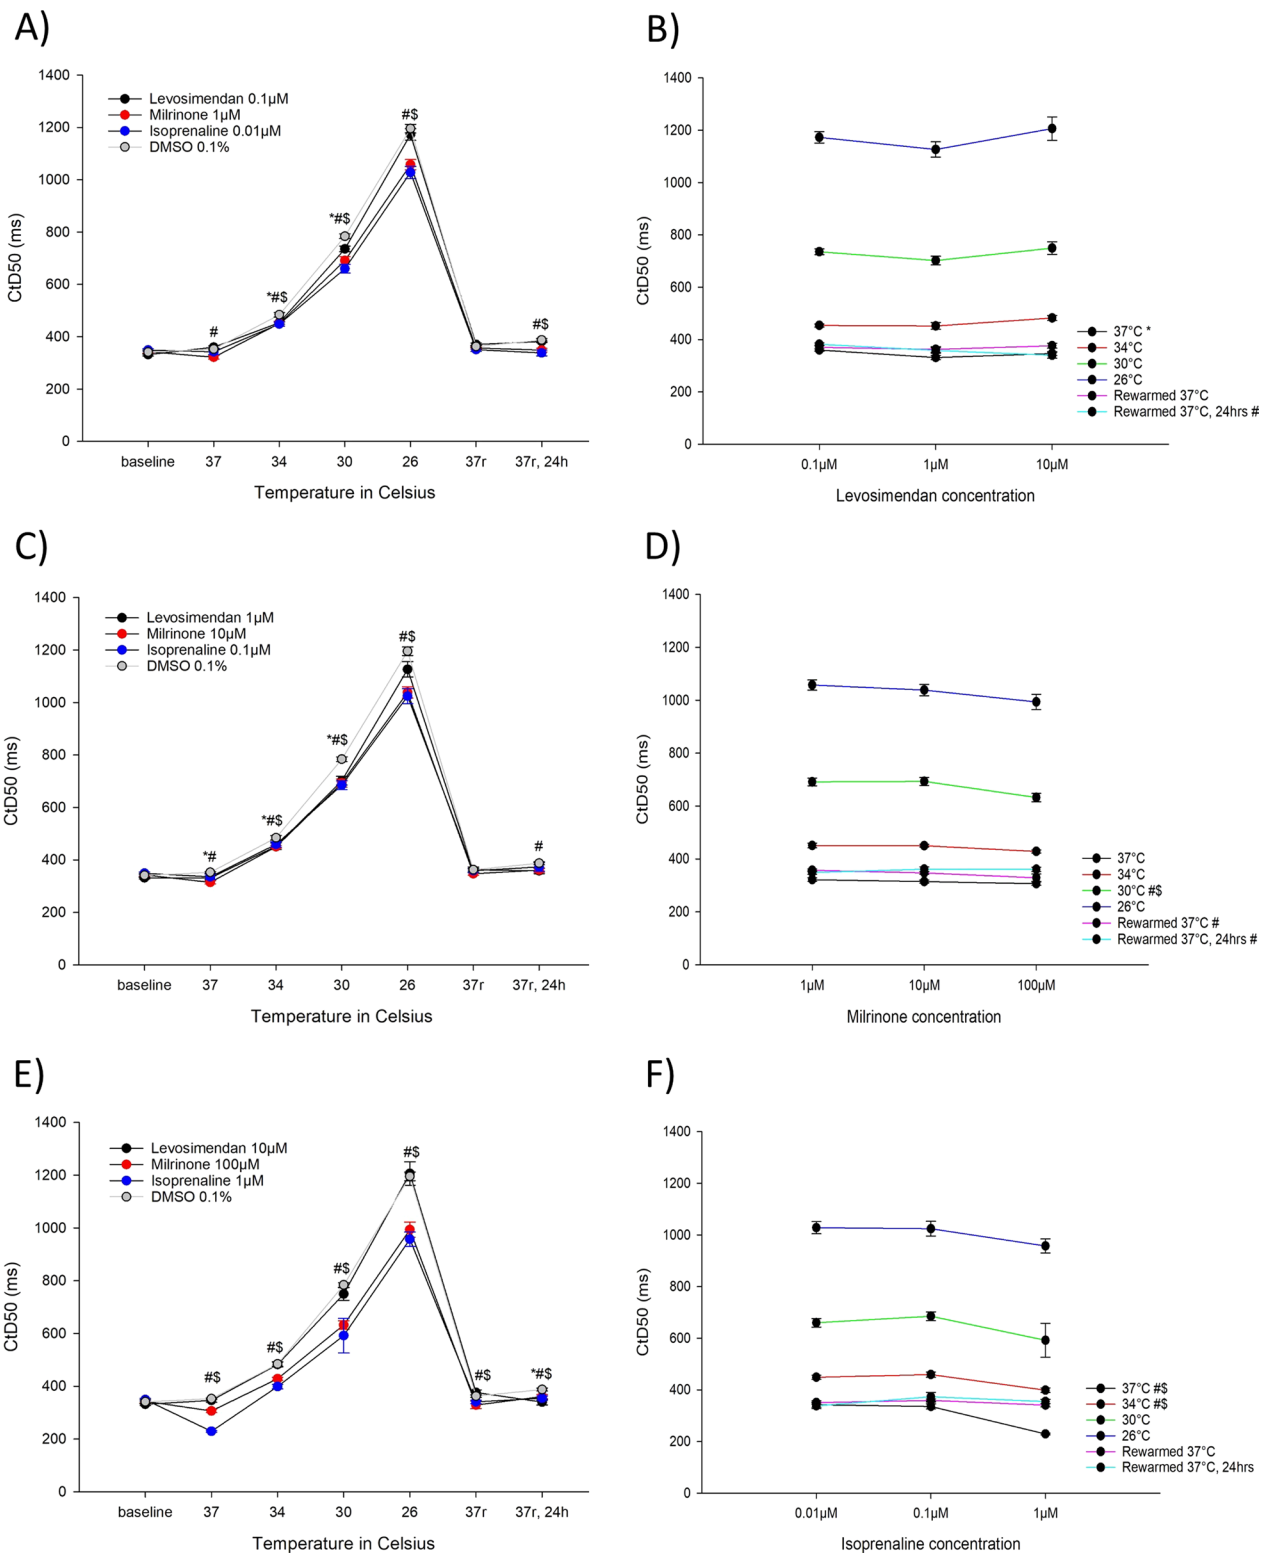 A)
1400
1200
1000
800
600
400
200
0
CtD50 (ms)
Levosimendan 0.1µM
Milrinone 1µM
Isoprenaline 0.01µM
DMSO 0.1%
#
*#$
*#$
#$
#$
baseline 37 34 30 26 37r 37r, 24h
Temperature in Celsius
B)
1400
1200
1000
800
600
400
200
0
CtD50 (ms)
37°C *
34°C
30°C
26°C
Rewarmed 37°C
Rewarmed 37°C, 24hrs #
0.1µM 1µM 10µM
Levosimendan concentration
C)
1400
1200
1000
800
600
400
200
0
CtD50 (ms)
Levosimendan 1µM
Milrinone 10µM
Isoprenaline 0.1µM
DMSO 0.1%
*#
*#$
*#$
#$
#
baseline 37 34 30 26 37r 37r, 24h
Temperature in Celsius
D)
1400
1200
1000
800
600
400
200
0
CtD50 (ms)
37°C
34°C
30°C #$
26°C
Rewarmed 37°C #
Rewarmed 37°C, 24hrs #
1µM 10µM 100µM
Milrinone concentration
E)
1400
1200
1000
800
600
400
200
0
CtD50 (ms)
Levosimendan 10µM
Milrinone 100µM
Isoprenaline 1µM
DMSO 0.1%
#$
#$
#$
#$
#$
*#$
baseline 37 34 30 26 37r 37r, 24h
Temperature in Celsius
F)
1400
1200
1000
800
600
400
200
0
CtD50 (ms)
37°C #$
34°C #$
30°C
26°C
Rewarmed 37°C
Rewarmed 37°C, 24hrs
0.01µM 0.1µM 1µM
Isoprenaline concentration